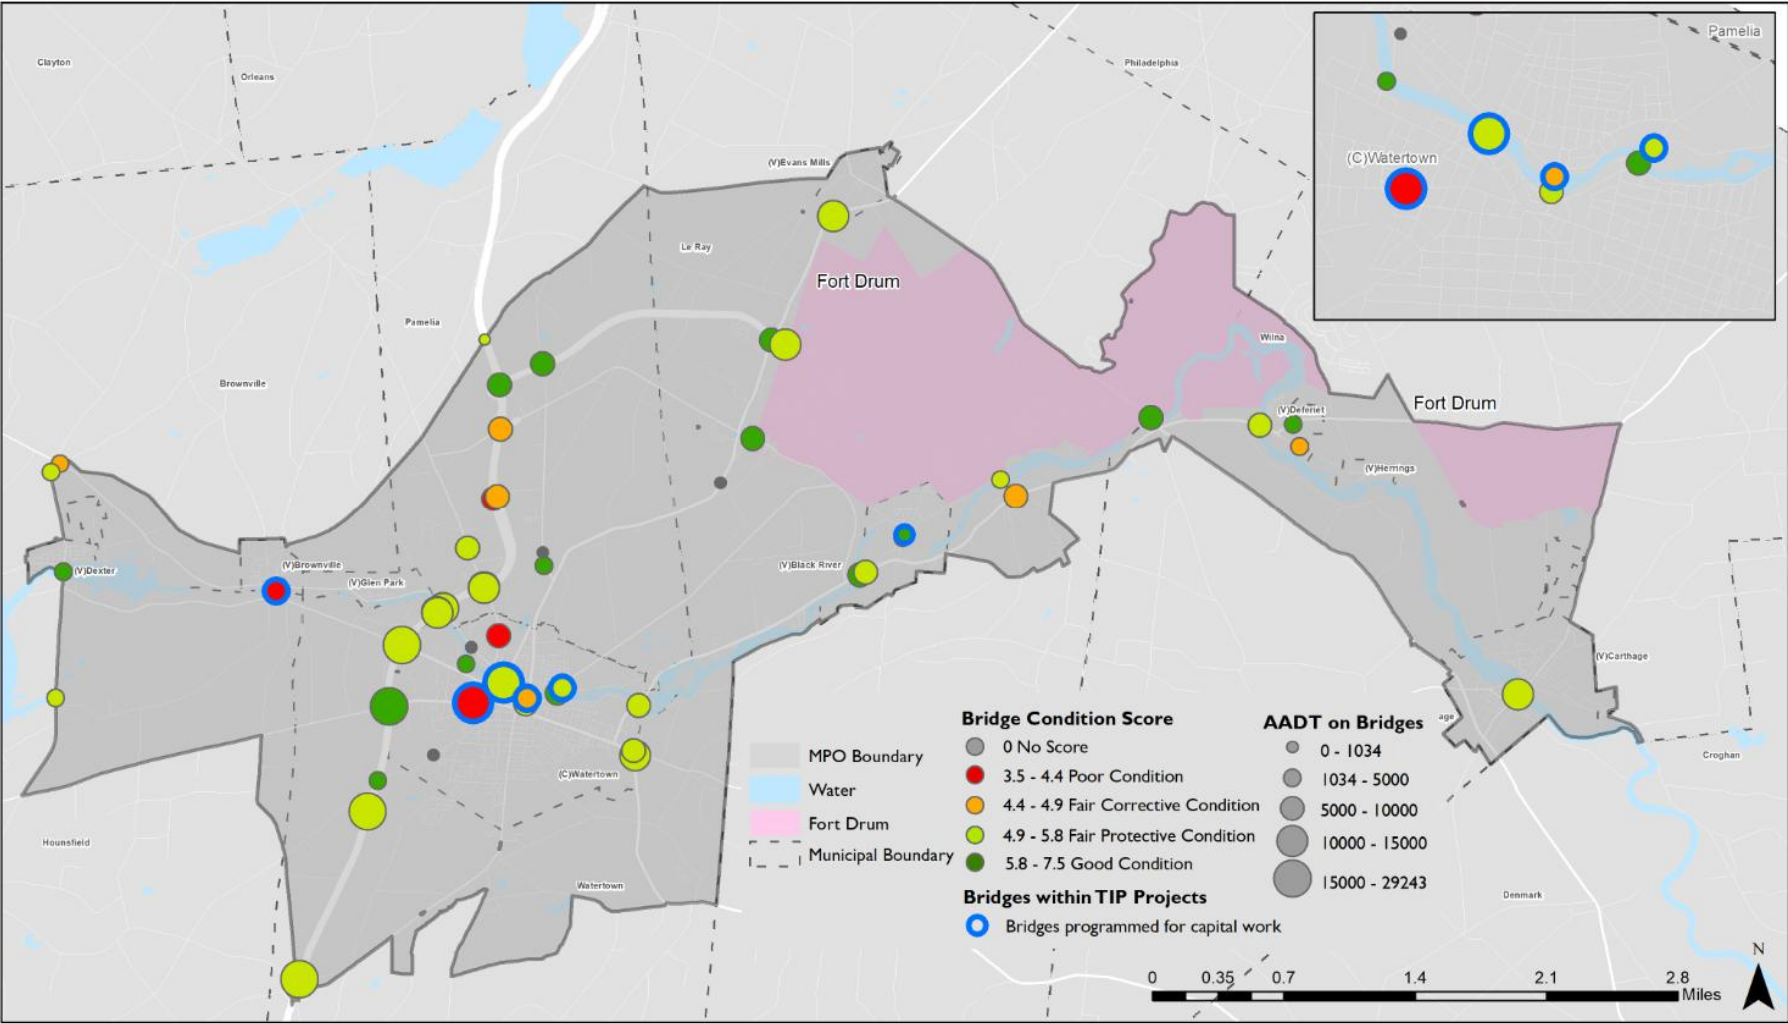 Clayton
Orleans
Philadelphia
Pamelia
(V)Evans Mills
(C)Watertown
Le Ray
Fort Drum
Pamelia
Wilna
Brownville
(V)Deferiet
Fort Drum
(V)Herrings
(V)Dexter
(V)Brownville
(V)Glen Park
(V)Black River
(V)Carthage
(C)Watertown
Hounsfield
Watertown
age
Croghan
Denmark
MPO Boundary
Water
Fort Drum
Municipal Boundary
Bridge Condition Score
0 No Score
3.5 - 4.4 Poor Condition
4.4 - 4.9 Fair Corrective Condition
4.9 - 5.8 Fair Protective Condition
5.8 - 7.5 Good Condition
Bridges within TIP Projects
Bridges programmed for capital work
AADT on Bridges
0 - 1034
1034 - 5000
5000 - 10000
10000 - 15000
15000 - 29243
N
0 0.35 0.7 1.4 2.1 2.8
Miles